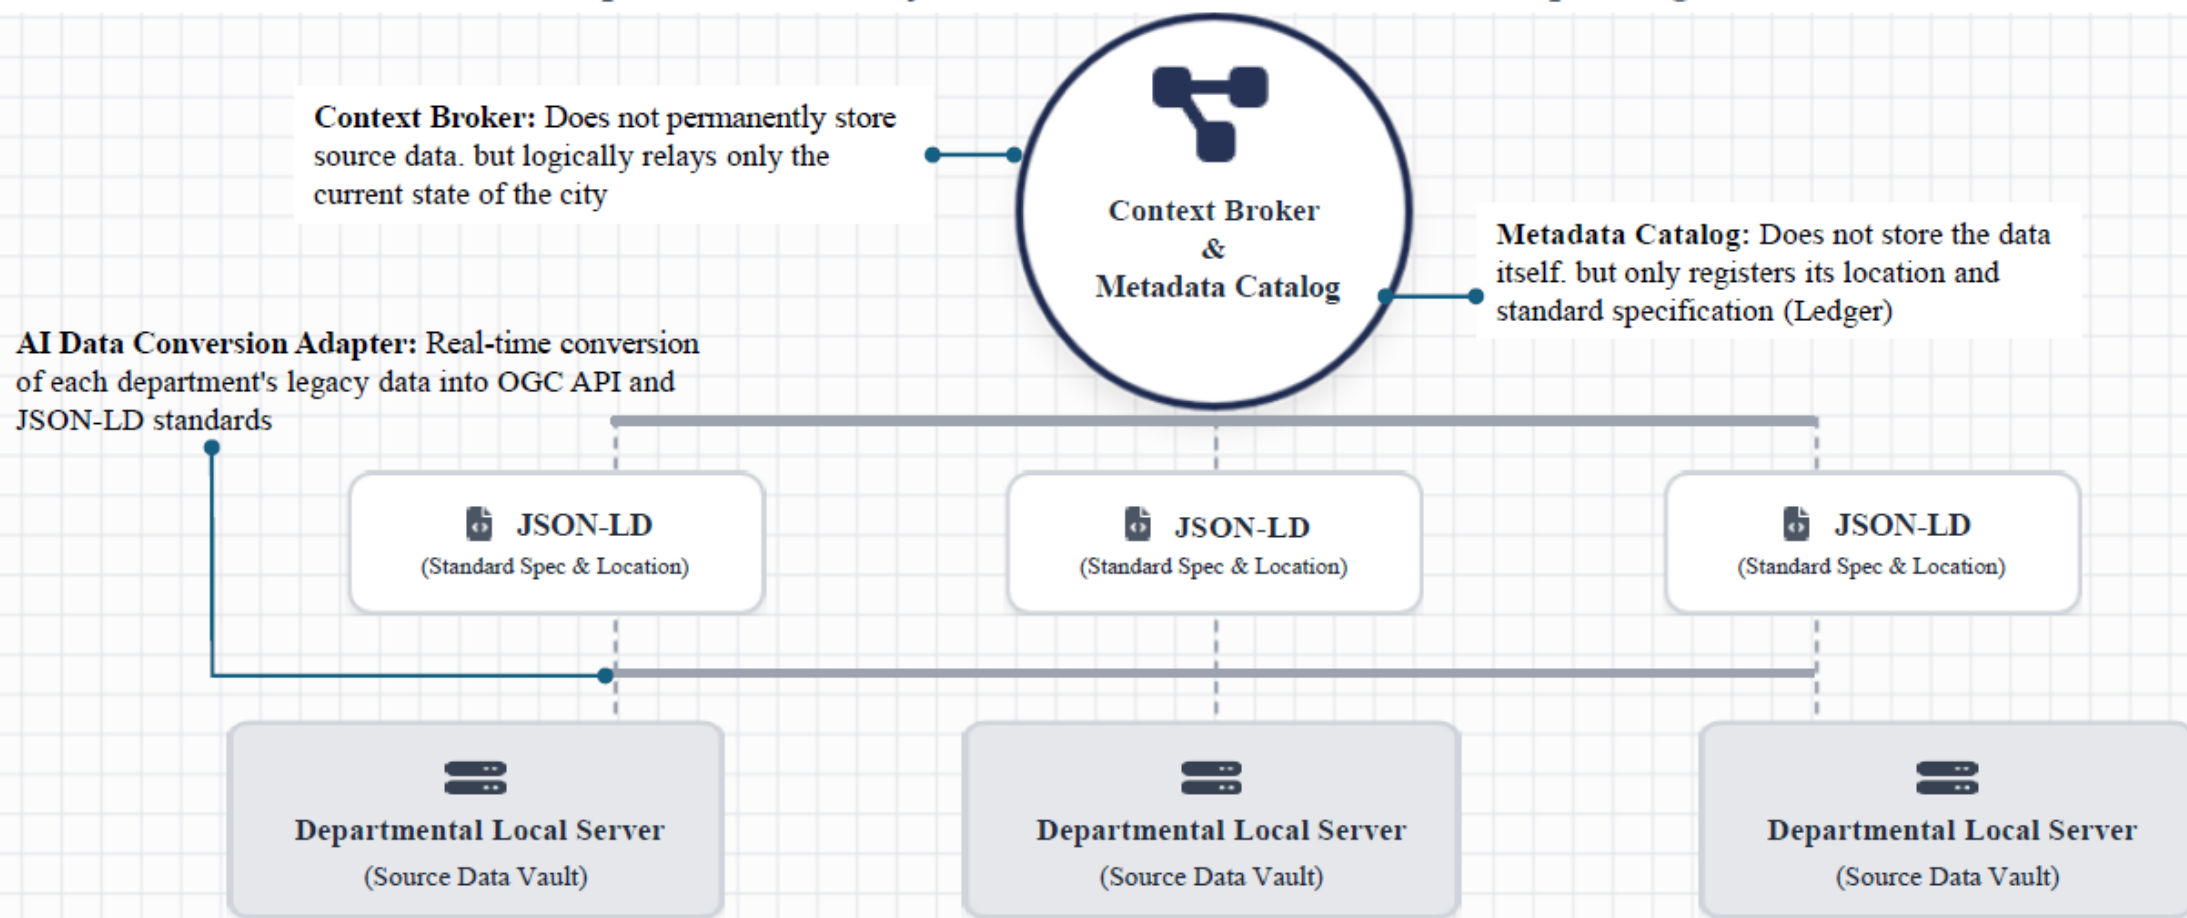 Context Broker: Does not permanently store
source data. but logically relays only the
current state of the city
Context Broker
&
Metadata Catalog
Metadata Catalog: Does not store the data
itself. but only registers its location and
standard specification (Ledger)
AI Data Conversion Adapter: Real-time conversion
of each department's legacy data into OGC API and
JSON-LD standards
JSON-LD
(Standard Spec & Location)
JSON-LD
(Standard Spec & Location)
JSON-LD
(Standard Spec & Location)
Departmental Local Server
(Source Data Vault)
Departmental Local Server
(Source Data Vault)
Departmental Local Server
(Source Data Vault)